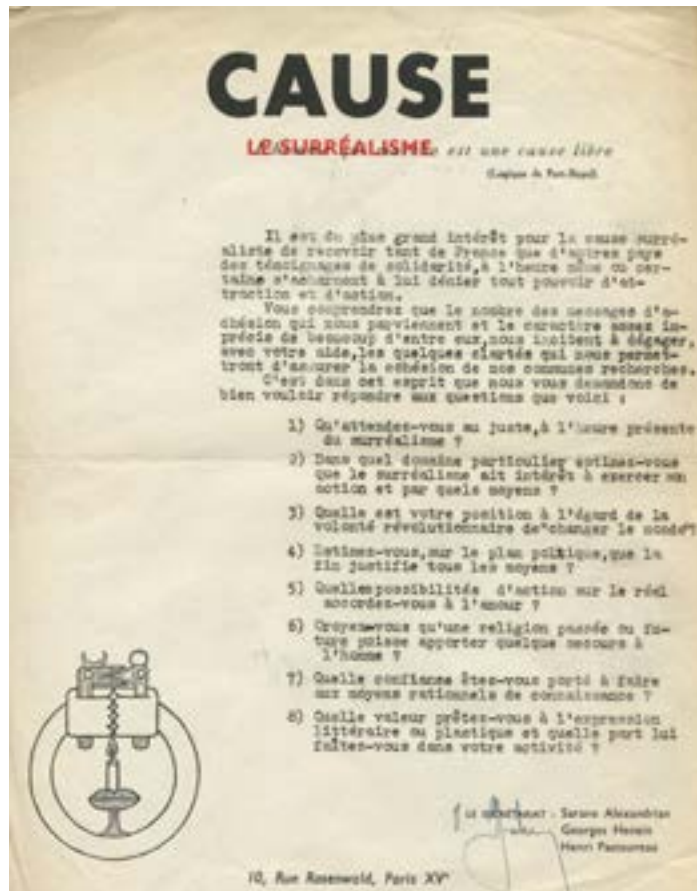 CAUSE
LE SURRÉALISME est une cause libre
(Logique de Port-Royal).
Il est du plus grand intérêt pour la cause surré-
aliste de recevoir tant de France que d'autres pays
des témoignages de solidarité,à l'heure même où cer-
tains s'acharnent à lui dénier tout pouvoir d'at-
traction et d'action.
Vous comprendrez que le nombre des messages d'a-
dhésion qui nous parviennent et le caractère assez im-
précis de beaucoup d'entre eux,nous incitent à dégager,
avec votre aide,les quelques clartés qui nous permet-
tront d'assurer la cohésion de nos communes recherches.
C'est dans cet esprit que nous vous demandons de
bien vouloir répondre aux questions que voici :
1) Qu'attendez-vous au juste,à l'heure présente
du surréalisme ?
2) Dans quel domaine particulier estimez-vous
que le surréalisme ait intérêt à exercer son
action et par quels moyens ?
3) Quelle est votre position à l'égard de la
volonté révolutionnaire de"changer le monde"?
4) Estimez-vous,sur le plan politique,que la
fin justifie tous les moyens ?
5) Quelles possibilités d'action sur le réel
accordez-vous à l'amour ?
6) Croyez-vous qu'une religion passée ou fu-
ture puisse apporter quelque secours à
l'homme ?
7) Quelle confiance êtes-vous porté à faire
aux moyens rationnels de connaissance ?
8) Quelle valeur prêtez-vous à l'expression
littéraire ou plastique et quelle part lui
faites-vous dans votre activité ?
LE SECRÉTARIAT : Sarane Alexandrian
Georges Henein
Henri Pastoureau
10, Rue Rosenwald, Paris XVe